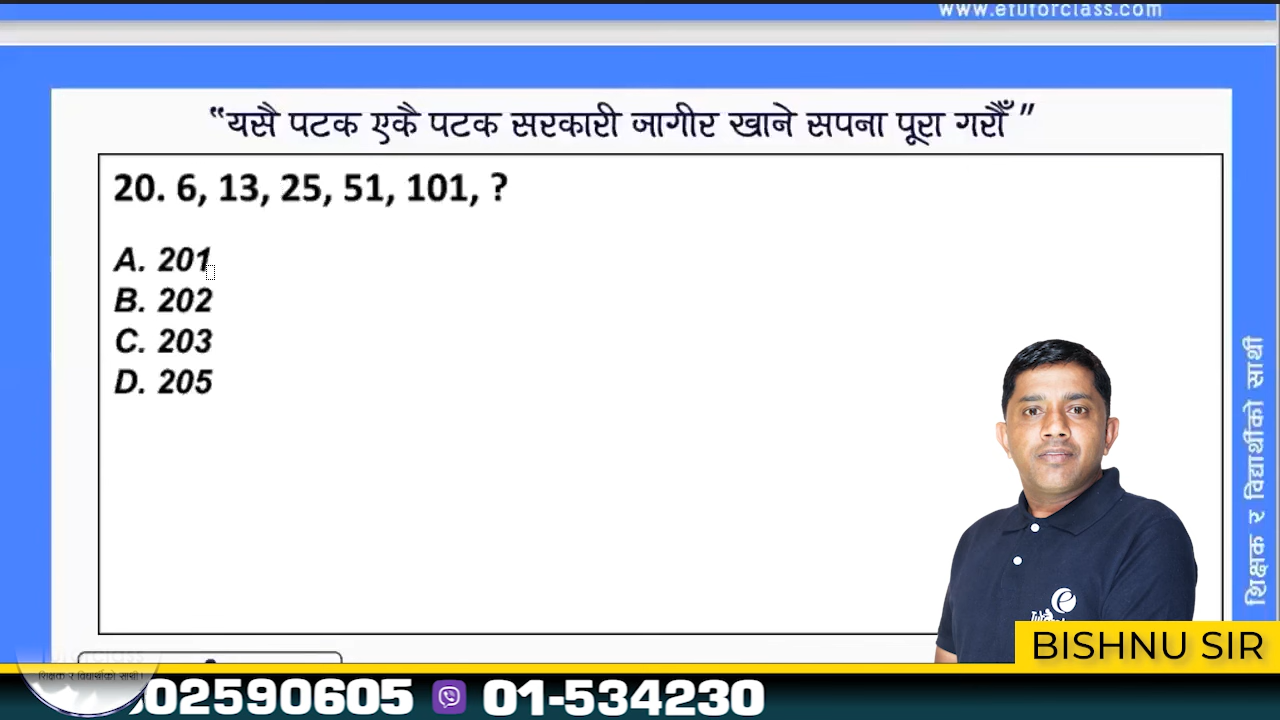 www.etutorclass.com
“यसै पटक एकै पटक सरकारी जागीर खाने सपना पूरा गरौँ ”
20. 6, 13, 25, 51, 101, ?
A. 201
B. 202
C. 203
D. 205
शिक्षक र विद्यार्थीको साथी
BISHNU SIR
शिक्षक र विद्यार्थीको साथी।
02590605 01-534230